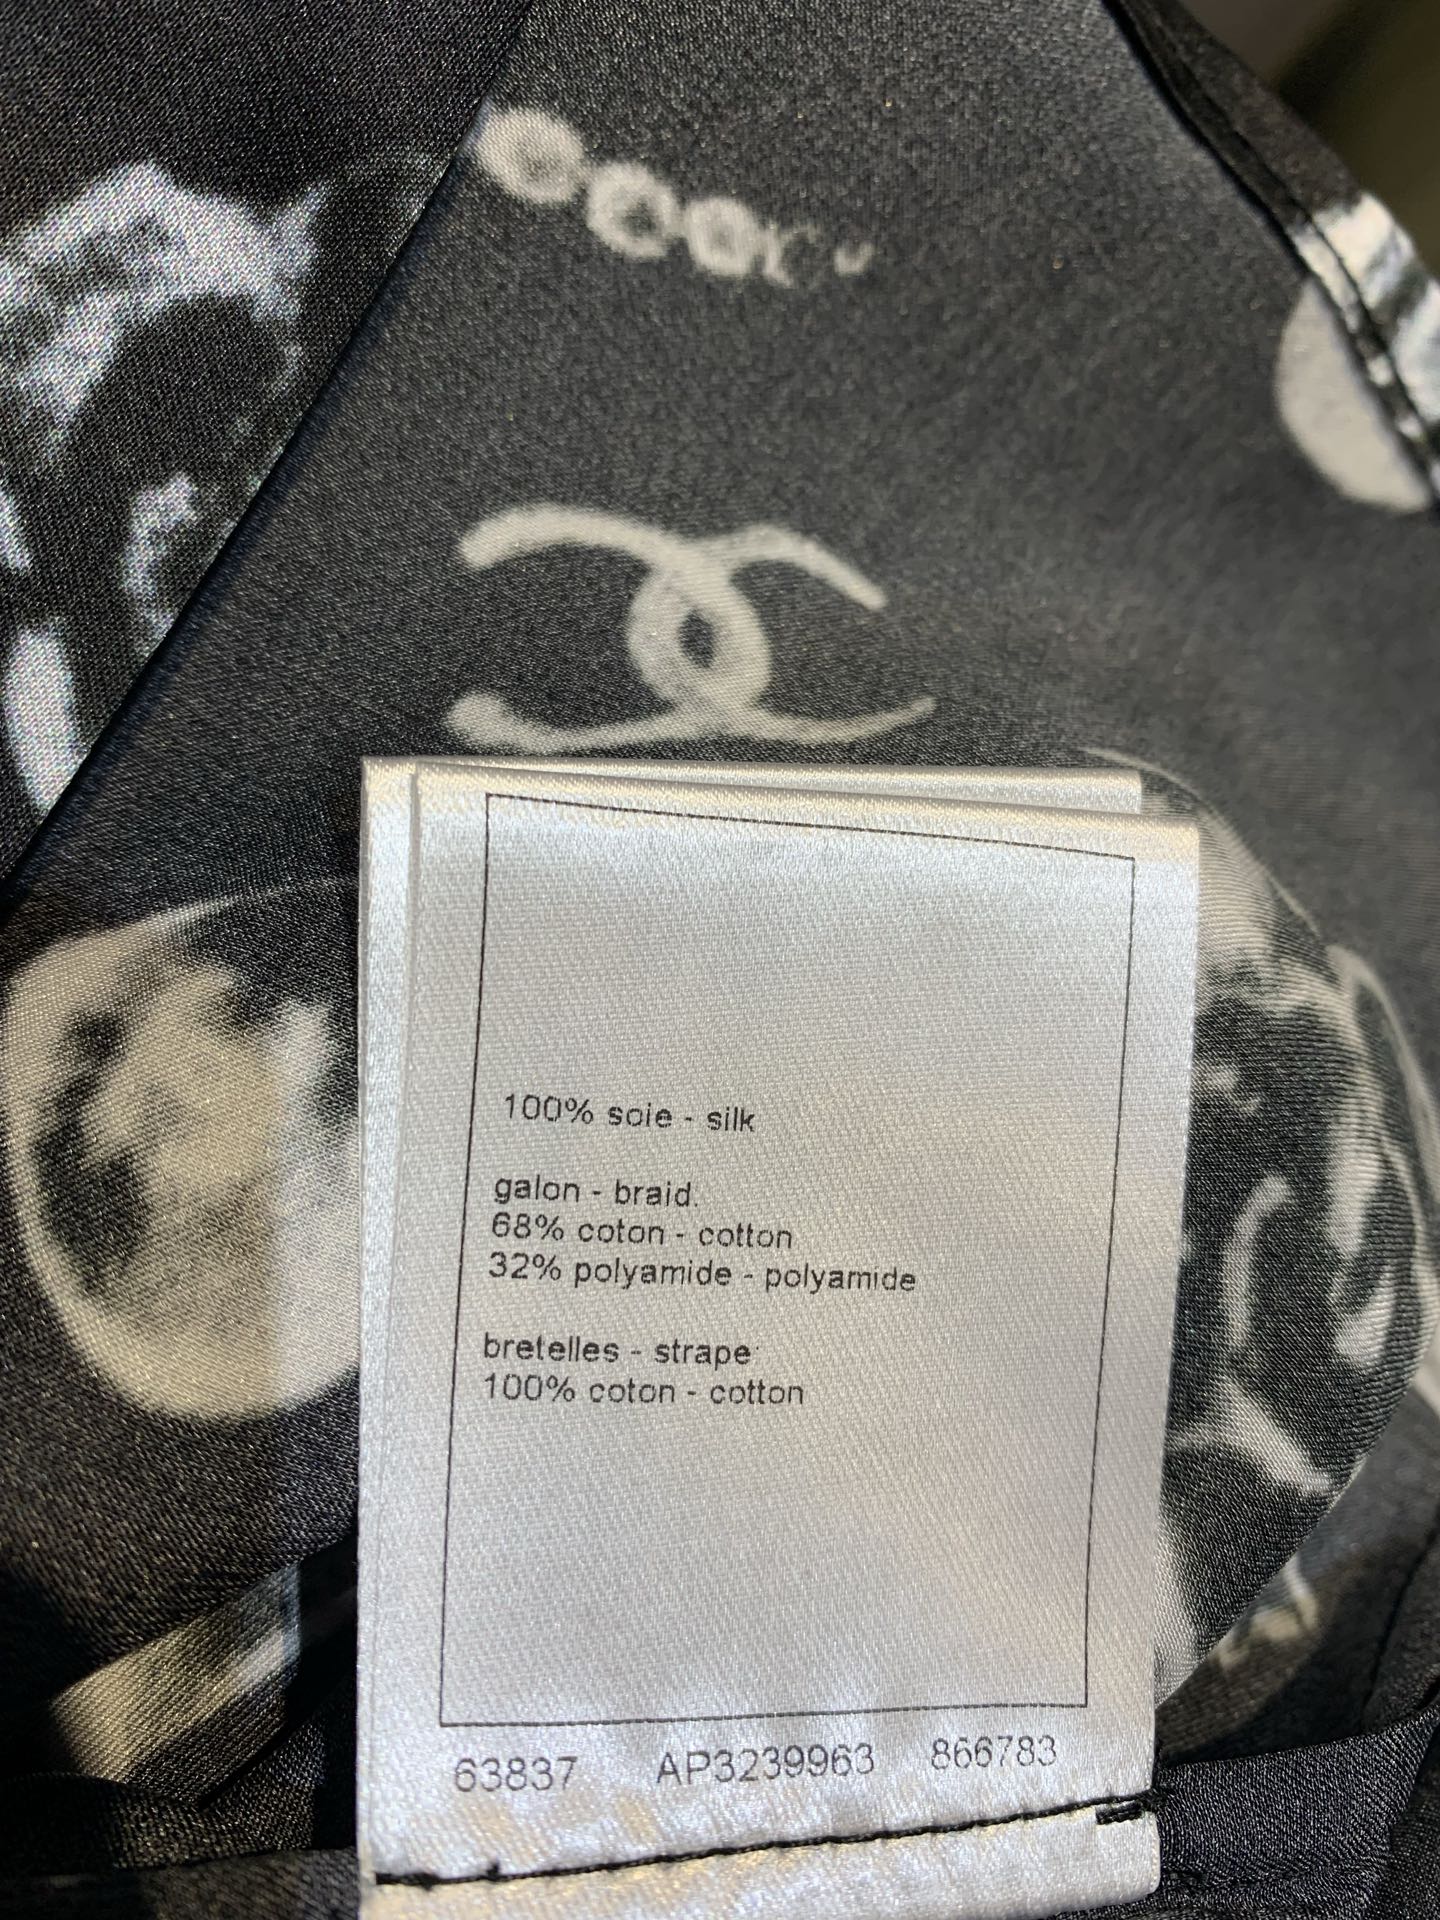 100% soie - silk
galon - braid.
68% coton - cotton
32% polyamide - polyamide
bretelles - strape:
100% coton - cotton
63837 AP3239963 866783